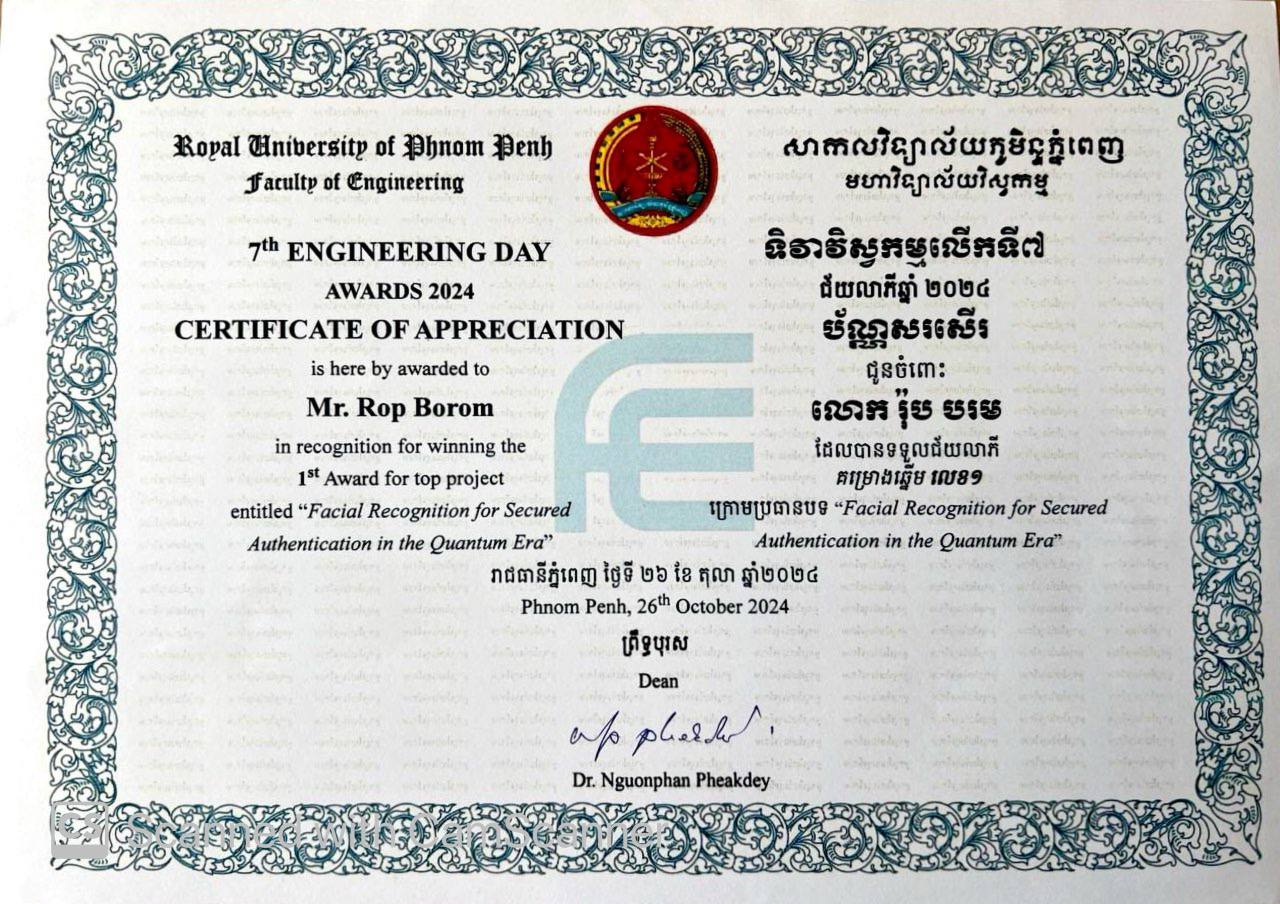 Royal University of Phnom Penh
Faculty of Engineering
7th ENGINEERING DAY
AWARDS 2024
CERTIFICATE OF APPRECIATION
is here by awarded to
Mr. Rop Borom
in recognition for winning the
1st Award for top project
entitled “Facial Recognition for Secured
Authentication in the Quantum Era”
សាកលវិទ្យាល័យភូមិន្ទភ្នំពេញ
មហាវិទ្យាល័យវិស្វកម្ម
ទិវាវិស្វកម្មលើកទី៧
ជ័យលាភីឆ្នាំ ២០២៤
ប័ណ្ណសរសើរ
ជូនចំពោះ
លោក រ៉ុប បរម
ដែលបានទទួលជ័យលាភី
គម្រោងឆ្នើម លេខ១
ក្រោមប្រធានបទ “Facial Recognition for Secured
Authentication in the Quantum Era”
រាជធានីភ្នំពេញ ថ្ងៃទី ២៦ ខែ តុលា ឆ្នាំ២០២៤
Phnom Penh, 26th October 2024
ព្រឹទ្ធបុរស
Dean
Dr. Nguonphan Pheakdey
CS Scanned with CamScanner